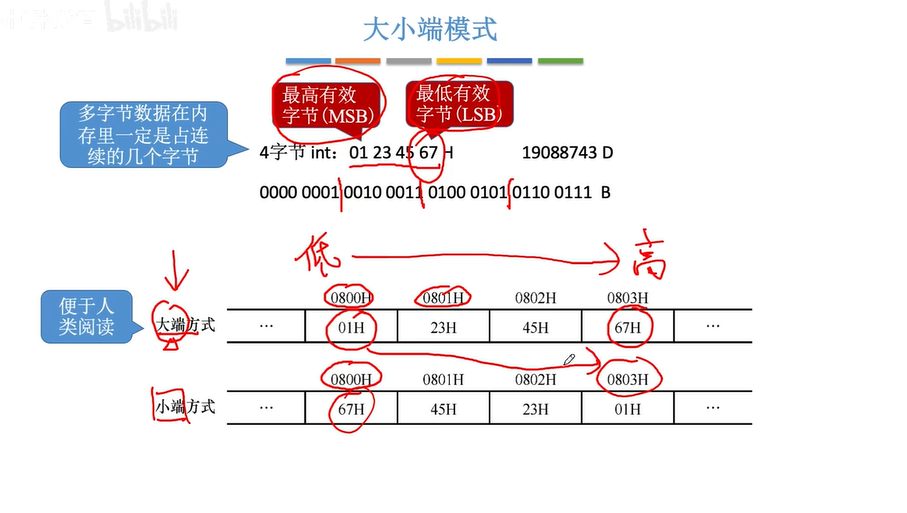 bilibili
大小端模式
多字节数据在内
存里一定是占连
续的几个字节
最高有效
字节(MSB)
最低有效
字节(LSB)
4字节 int：01 23 45 67 H 19088743 D
0000 0001 0010 0011 0100 0101 0110 0111 B
低 高
便于人
类阅读
0800H 0801H 0802H 0803H
大端方式 … 01H 23H 45H 67H …
0800H 0801H 0802H 0803H
小端方式 … 67H 45H 23H 01H …